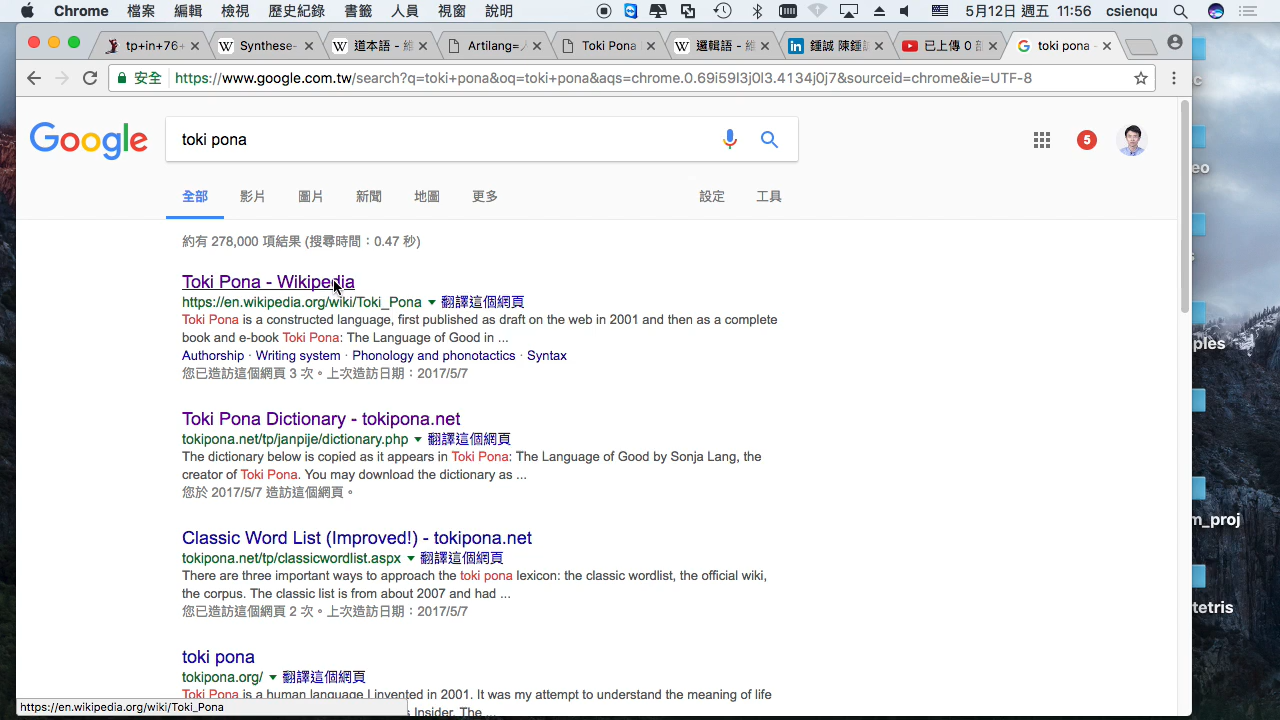 Chrome 檔案 編輯 檢視 歷史紀錄 書籤 人員 視窗 說明 5月12日 週五 11:56 csienqu
tp+in+76 Synthese- 道本語 - 維 Artilang=人 Toki Pona 邏輯語 - 維 鍾誠 陳鍾 已上傳 0 toki pona -
安全 https://www.google.com.tw/search?q=toki+pona&oq=toki+pona&aqs=chrome.0.69i59l3j0l3.4134j0j7&sourceid=chrome&ie=UTF-8
Google toki pona 5
全部 影片 圖片 新聞 地圖 更多 設定 工具
約有 278,000 項結果 (搜尋時間：0.47 秒)
Toki Pona - Wikipedia
https://en.wikipedia.org/wiki/Toki_Pona 翻譯這個網頁
Toki Pona is a constructed language, first published as draft on the web in 2001 and then as a complete
book and e-book Toki Pona: The Language of Good in ...
Authorship · Writing system · Phonology and phonotactics · Syntax
您已造訪這個網頁 3 次。上次造訪日期：2017/5/7
Toki Pona Dictionary - tokipona.net
tokipona.net/tp/janpije/dictionary.php 翻譯這個網頁
The dictionary below is copied as it appears in Toki Pona: The Language of Good by Sonja Lang, the
creator of Toki Pona. You may download the dictionary as ...
您於 2017/5/7 造訪這個網頁。
Classic Word List (Improved!) - tokipona.net
tokipona.net/tp/classicwordlist.aspx 翻譯這個網頁
There are three important ways to approach the toki pona lexicon: the classic wordlist, the official wiki,
the corpus. The classic list is from about 2007 and had ...
您已造訪這個網頁 2 次。上次造訪日期：2017/5/7
toki pona
tokipona.org/ 翻譯這個網頁
Toki Pona is a human language I invented in 2001. It was my attempt to understand the meaning of life
Insider. The ...
https://en.wikipedia.org/wiki/Toki_Pona
c
eo
s
ples
m_proj
tetris